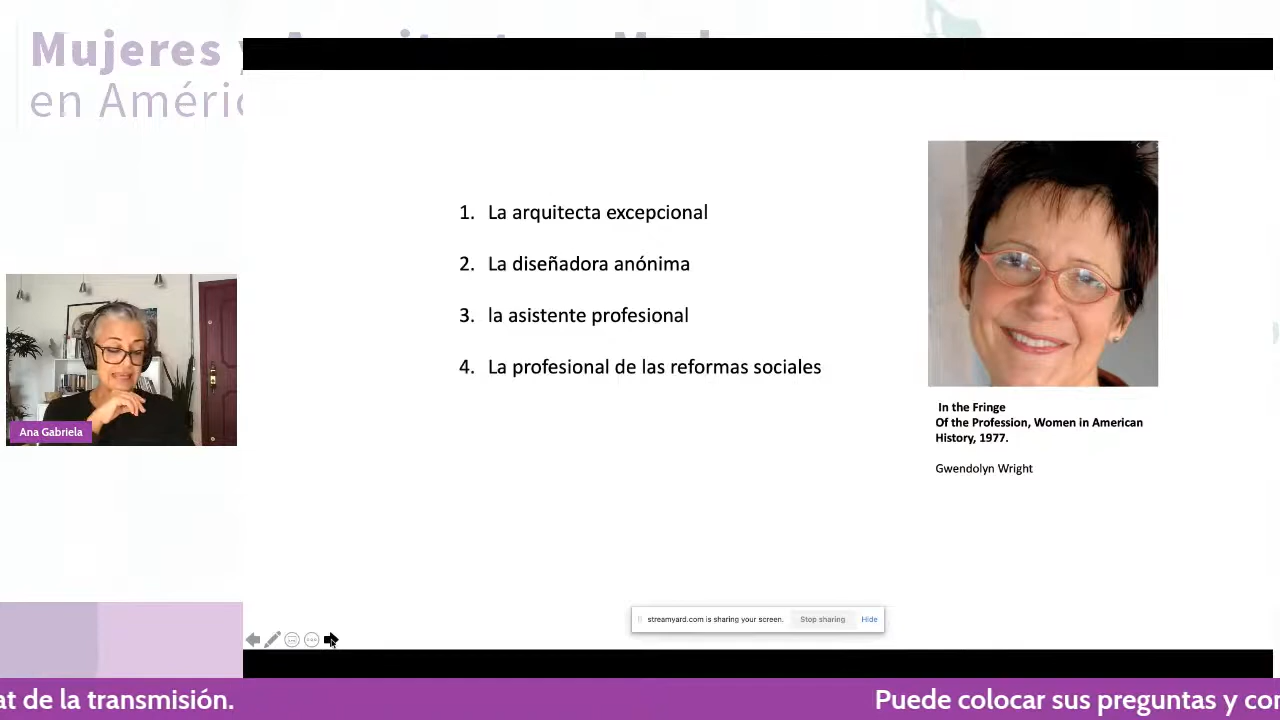 Mujeres y
en Améric
1. La arquitecta excepcional
2. La diseñadora anónima
3. la asistente profesional
4. La profesional de las reformas sociales
In the Fringe
Of the Profession, Women in American
History, 1977.
Gwendolyn Wright
Ana Gabriela
streamyard.com is sharing your screen. Stop sharing Hide
at de la transmisión. Puede colocar sus preguntas y con